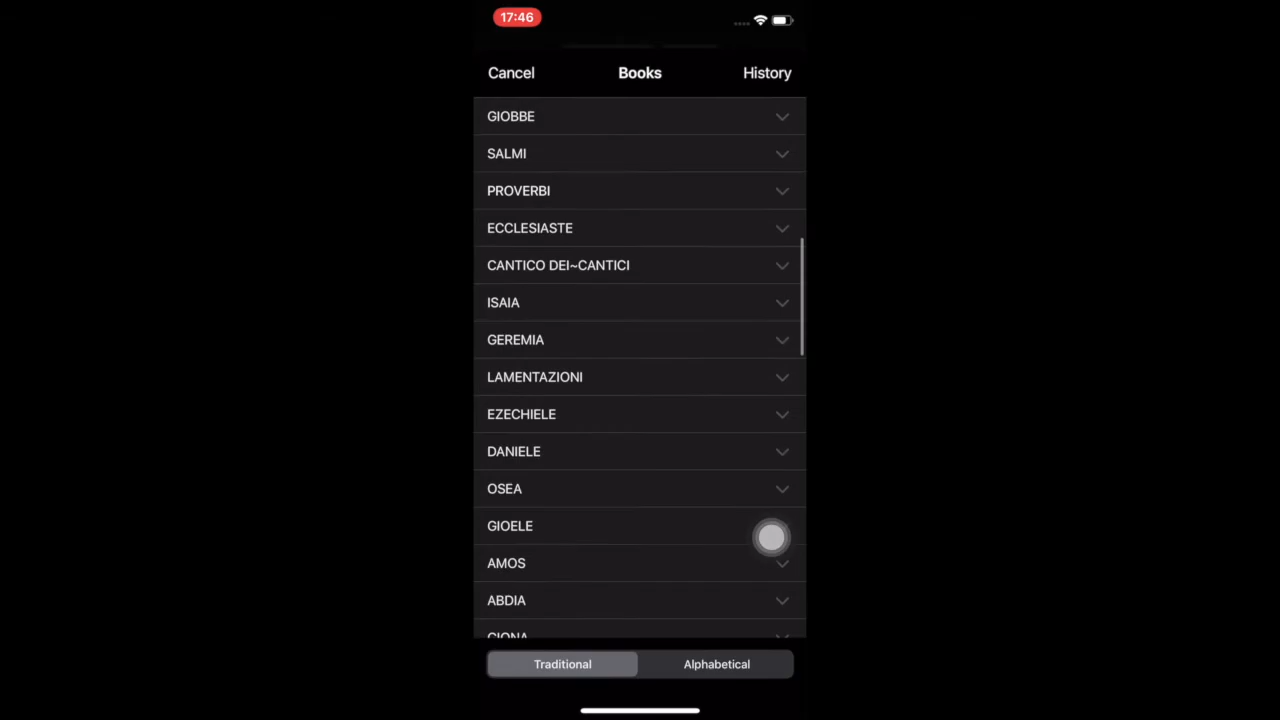 17:46
Cancel Books History
GIOBBE
SALMI
PROVERBI
ECCLESIASTE
CANTICO DEI~CANTICI
ISAIA
GEREMIA
LAMENTAZIONI
EZECHIELE
DANIELE
OSEA
GIOELE
AMOS
ABDIA
GIONA
Traditional Alphabetical